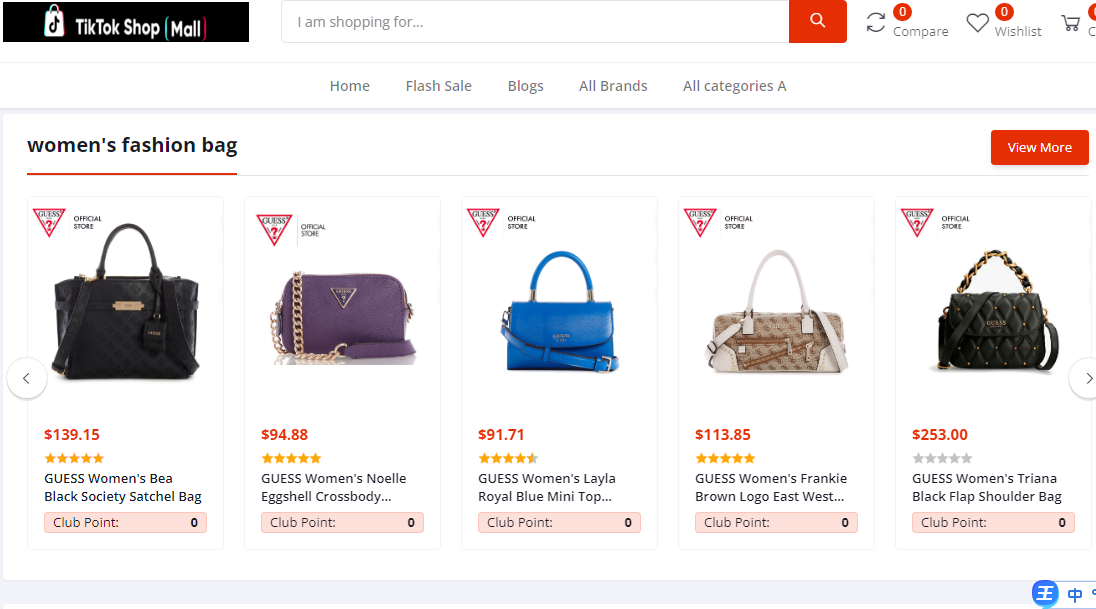 TikTok Shop [Mall]
I am shopping for...
0
Compare
0
Wishlist
Home
Flash Sale
Blogs
All Brands
All categories A
women's fashion bag
View More
GUESS
?
OFFICIAL
STORE
GUESS
?
OFFICIAL
STORE
GUESS
?
OFFICIAL
STORE
GUESS
?
OFFICIAL
STORE
GUESS
?
OFFICIAL
STORE
GUESS
$139.15
GUESS Women's Bea
Black Society Satchel Bag
Club Point: 0
$94.88
GUESS Women's Noelle
Eggshell Crossbody...
Club Point: 0
$91.71
GUESS Women's Layla
Royal Blue Mini Top...
Club Point: 0
$113.85
GUESS Women's Frankie
Brown Logo East West...
Club Point: 0
$253.00
GUESS Women's Triana
Black Flap Shoulder Bag
Club Point: 0
王 中